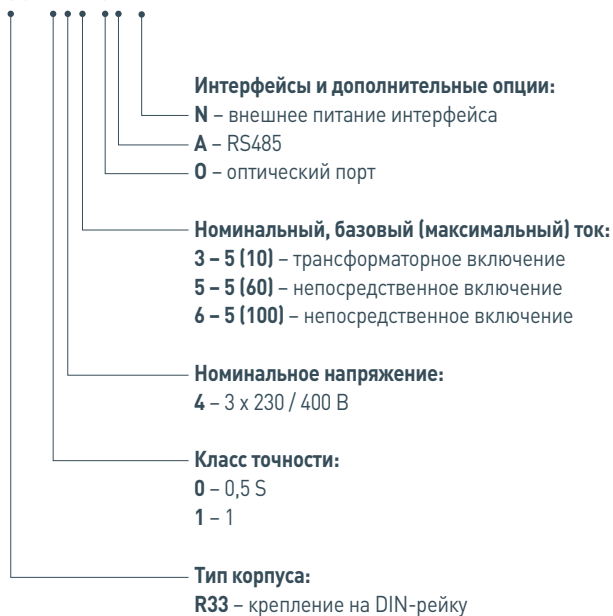 Интерфейсы и дополнительные опции:
N – внешнее питание интерфейса
A – RS485
O – оптический порт
Номинальный, базовый (максимальный) ток:
3 – 5 (10) – трансформаторное включение
5 – 5 (60) – непосредственное включение
6 – 5 (100) – непосредственное включение
Номинальное напряжение:
4 – 3 x 230 / 400 В
Класс точности:
0 – 0,5 S
1 – 1
Тип корпуса:
R33 – крепление на DIN-рейку